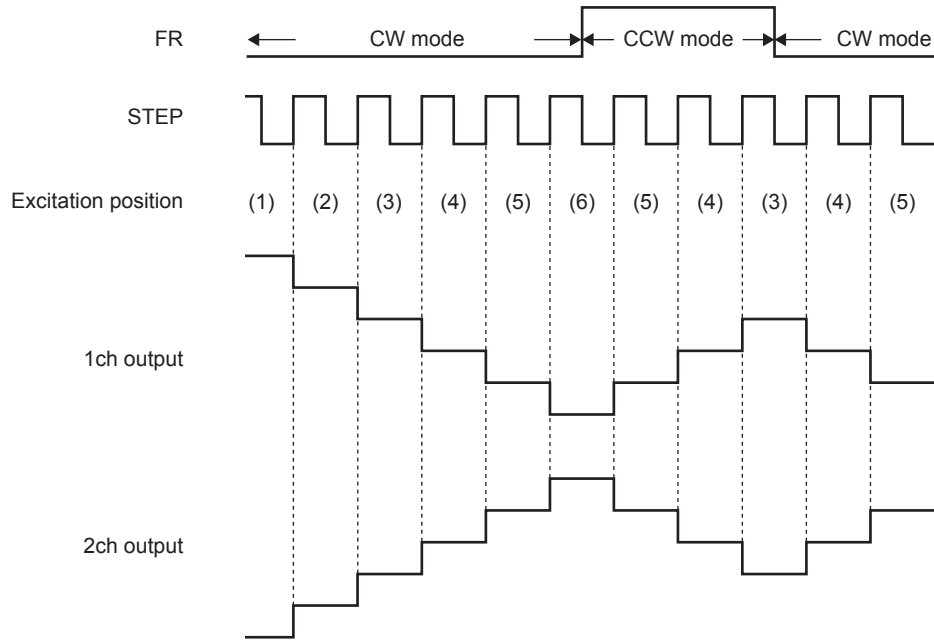 FR CW mode CCW mode CW mode
STEP
Excitation position (1) (2) (3) (4) (5) (6) (5) (4) (3) (4) (5)
1ch output
2ch output